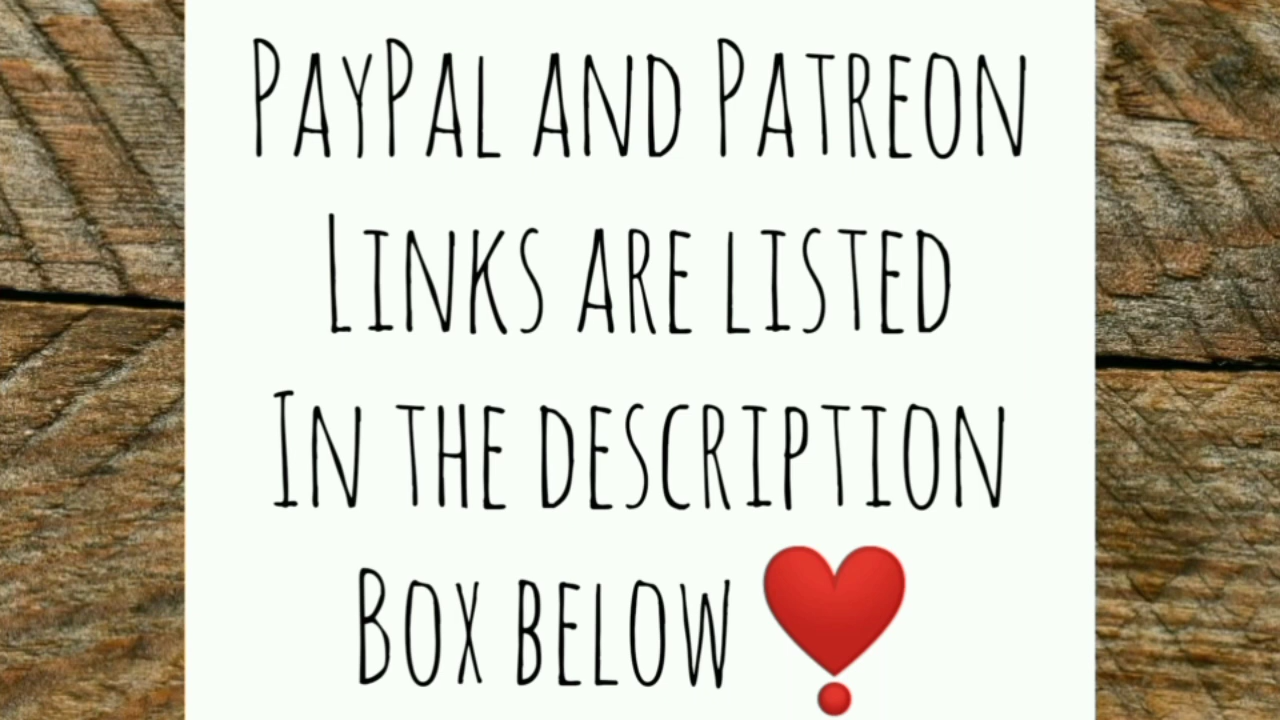 PayPal and Patreon
Links are listed
In the description
Box below ❣